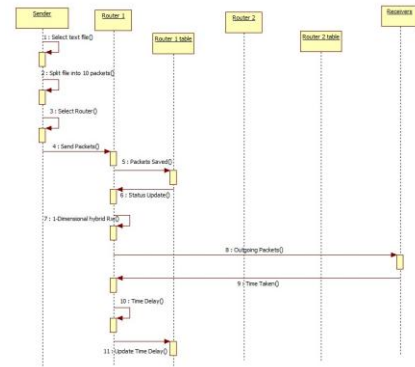 Sender
Router 1
Router 1 table
Router 2
Router 2 table
Receivers
1 : Select text file()
2 : Split file into 10 packets()
3 : Select Router()
4 : Send Packets()
5 : Packets Saved()
6 : Status Update()
7 : 1-Dimensional hybrid Rw()
8 : Outgoing Packets()
9 : Time Taken()
10 : Time Delay()
11 : Update Time Delay()